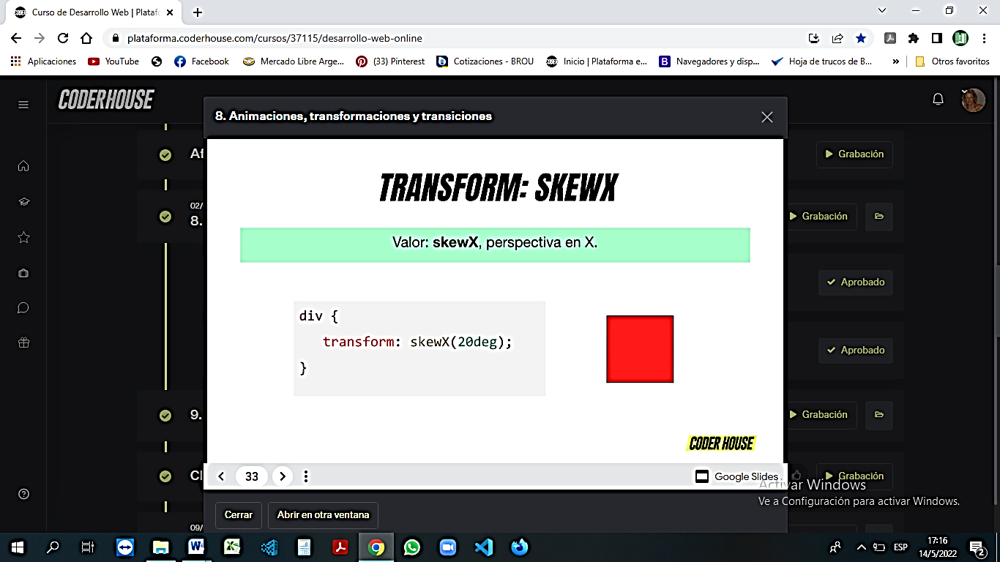 Curso de Desarrollo Web | Plataf
plataforma.coderhouse.com/cursos/37115/desarrollo-web-online
Aplicaciones YouTube Facebook Mercado Libre Arge... (33) Pinterest Cotizaciones - BROU Inicio | Plataforma e... Navegadores y disp... Hoja de trucos de B... » Otros favoritos
CODERHOUSE
8. Animaciones, transformaciones y transiciones
Af
Grabación
TRANSFORM: SKEWX
02/
8.
Grabación
Valor: skewX, perspectiva en X.
Aprobado
div {
transform: skewX(20deg);
}
Aprobado
9.
Grabación
CODER HOUSE
Cl
33
Google Slides
Grabación
Activar Windows
Ve a Configuración para activar Windows.
Cerrar
Abrir en otra ventana
09/
ESP
17:16
14/5/2022
2